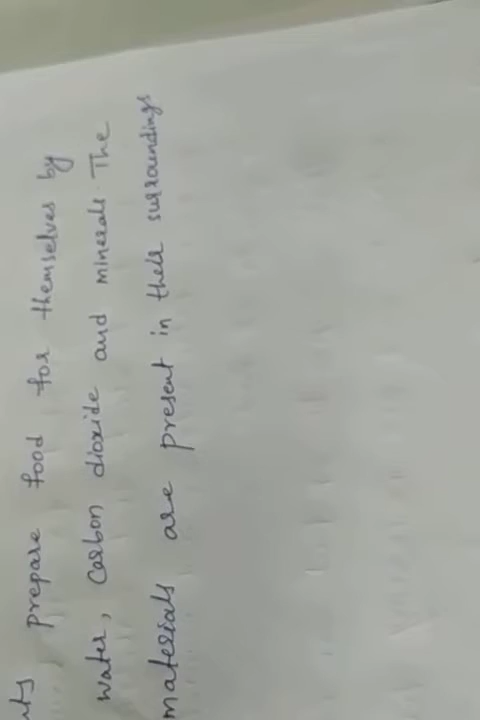 prepare food for themselves by
water, carbon dioxide and minerals. The
materials are present in their surroundings